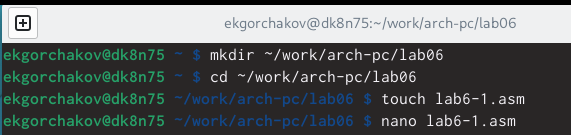 ekgorchakov@dk8n75:~/work/arch-pc/lab06
ekgorchakov@dk8n75 ~ $ mkdir ~/work/arch-pc/lab06
ekgorchakov@dk8n75 ~ $ cd ~/work/arch-pc/lab06
ekgorchakov@dk8n75 ~/work/arch-pc/lab06 $ touch lab6-1.asm
ekgorchakov@dk8n75 ~/work/arch-pc/lab06 $ nano lab6-1.asm